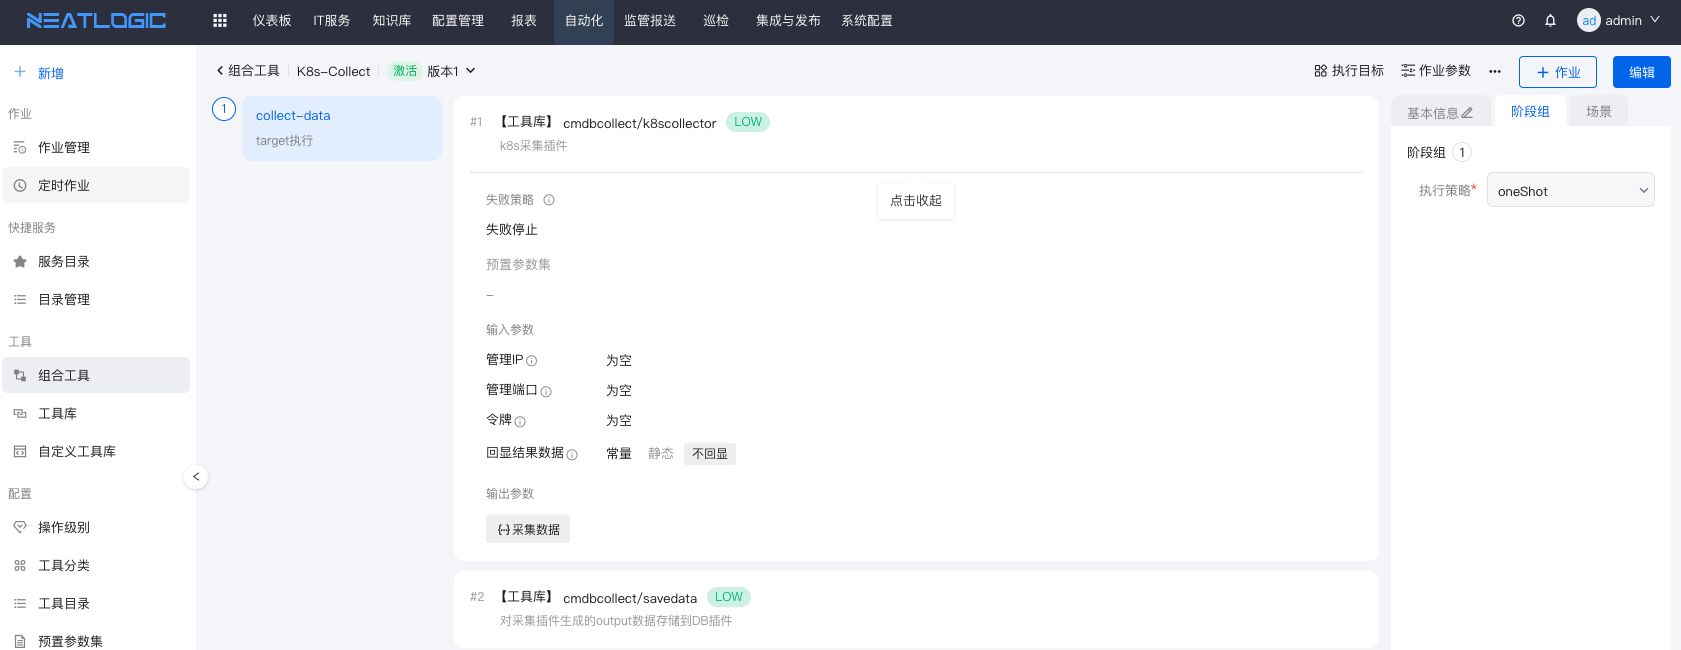 NEATLOGIC
仪表板 IT服务 知识库 配置管理 报表 自动化 监管报送 巡检 集成与发布 系统配置
ad admin
新增
作业
作业管理
定时作业
快捷服务
服务目录
目录管理
工具
组合工具
工具库
自定义工具库
配置
操作级别
工具分类
工具目录
预置参数集
组合工具 K8s-Collect 激活 版本1
执行目标 作业参数 ··· + 作业 编辑
1
collect-data
target执行
#1 【工具库】 cmdbcollect/k8scollector LOW
k8s采集插件
失败策略
点击收起
失败停止
预置参数集
-
输入参数
管理IP 为空
管理端口 为空
令牌 为空
回显结果数据 常量 静态 不回显
输出参数
采集数据
#2 【工具库】 cmdbcollect/savedata LOW
对采集插件生成的output数据存储到DB插件
基本信息 阶段组 场景
阶段组 1
执行策略* oneShot